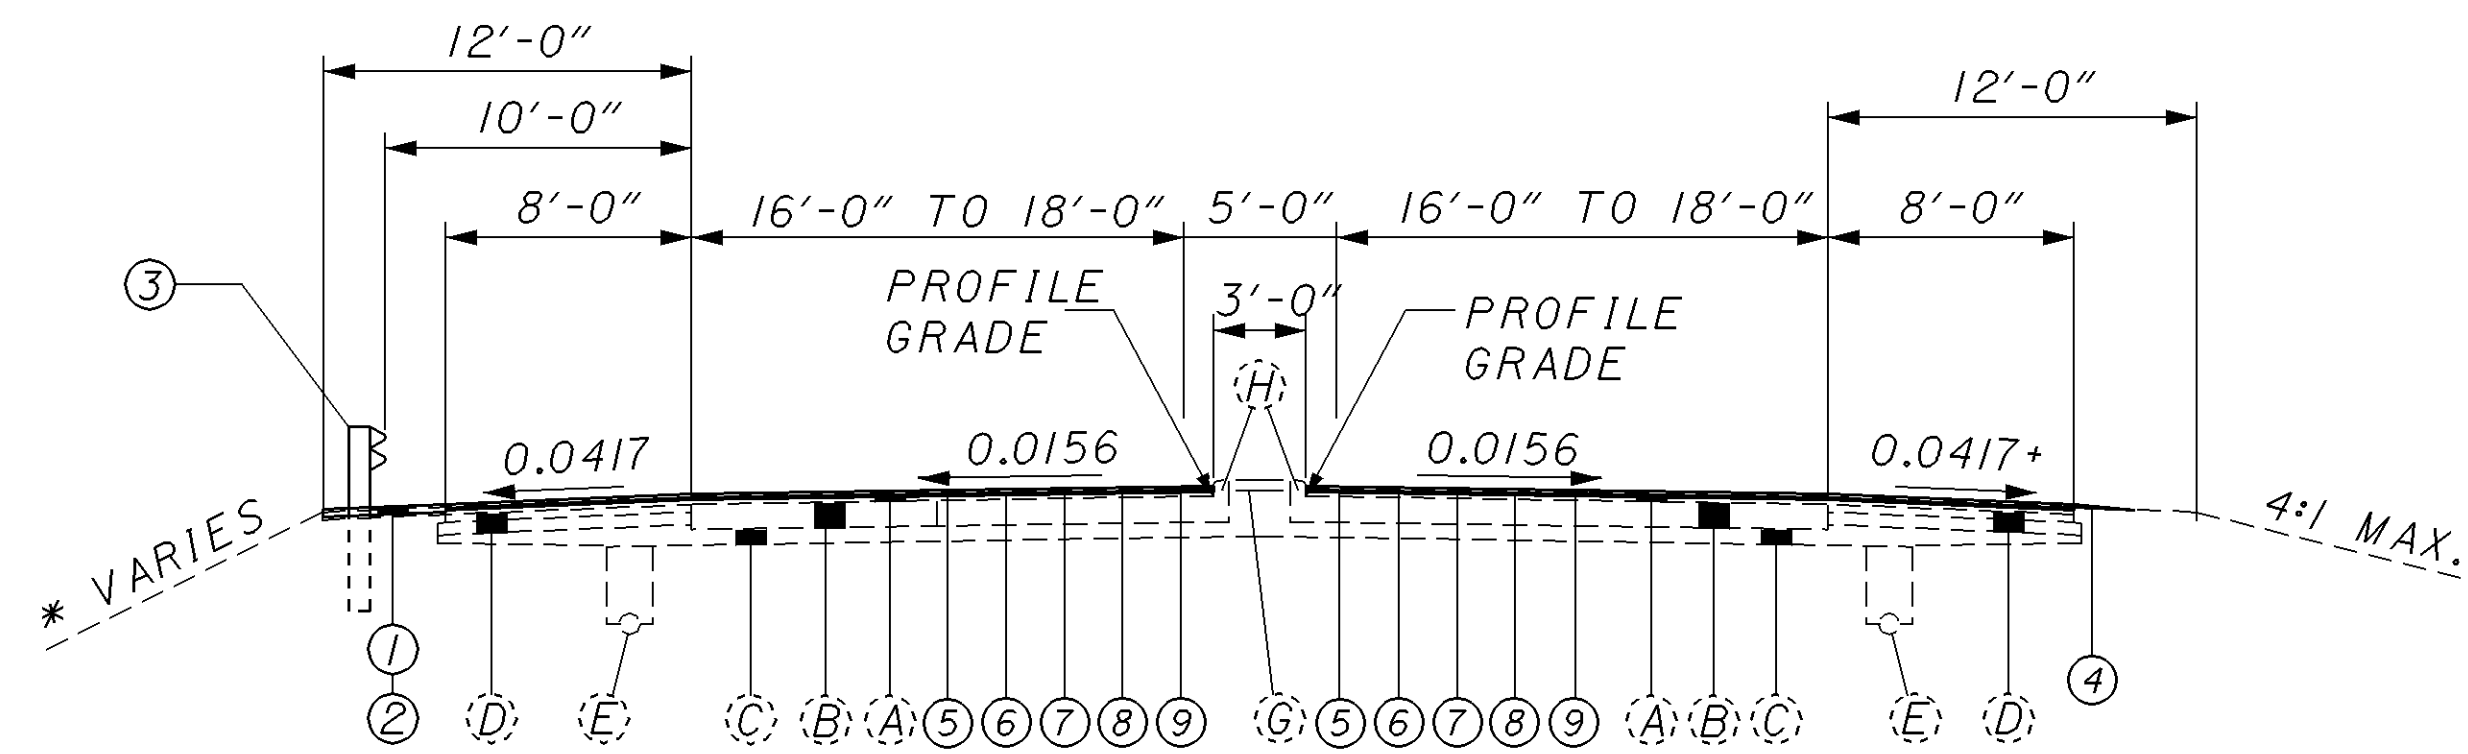 12'-0"
12'-0"
10'-0"
8'-0"
16'-0" TO 18'-0"
5'-0"
16'-0" TO 18'-0"
8'-0"
3
PROFILE
GRADE
3'-0"
PROFILE
GRADE
H
0.0417
0.0156
0.0156
0.0417+
* VARIES
4:1 MAX.
1
2
D
E
C
B
A
5
6
7
8
9
G
5
6
7
8
9
A
B
C
E
D
4